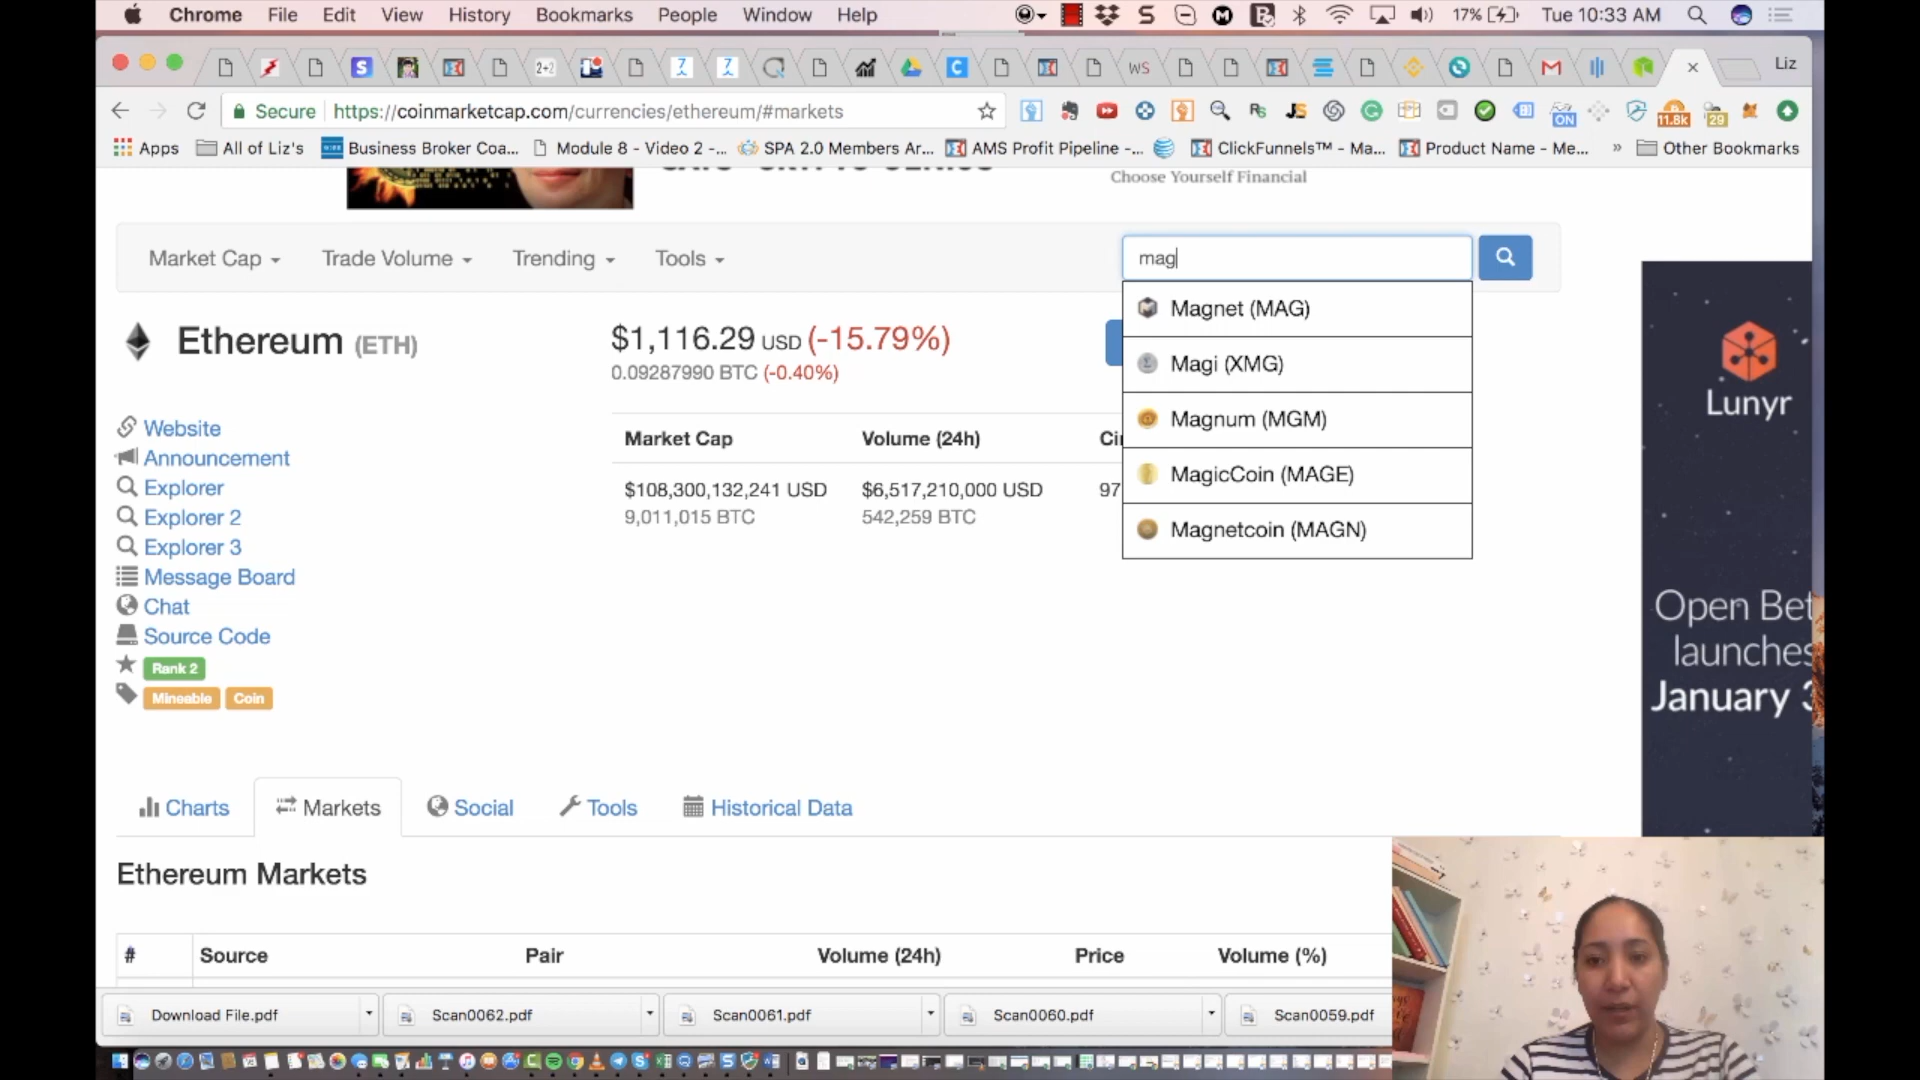 Chrome File Edit View History Bookmarks People Window Help 17% Tue 10:33 AM
Liz
Secure https://coinmarketcap.com/currencies/ethereum/#markets
ON 11.8k 29
Apps All of Liz's Business Broker Coa... Module 8 - Video 2 -... SPA 2.0 Members Ar... AMS Profit Pipeline -... ClickFunnels™ - Ma... Product Name - Me... » Other Bookmarks
Choose Yourself Financial
Market Cap Trade Volume Trending Tools mag
Magnet (MAG)
Magi (XMG)
Magnum (MGM)
MagicCoin (MAGE)
Magnetcoin (MAGN)
Ethereum (ETH) $1,116.29 USD (-15.79%)
0.09287990 BTC (-0.40%)
Lunyr
Website
Announcement
Explorer
Explorer 2
Explorer 3
Message Board
Chat
Source Code
Rank 2
Mineable Coin
Market Cap Volume (24h) Ci
$108,300,132,241 USD $6,517,210,000 USD 97
9,011,015 BTC 542,259 BTC
Open Bet
launches
January 3
Charts Markets Social Tools Historical Data
Ethereum Markets
# Source Pair Volume (24h) Price Volume (%)
Download File.pdf Scan0062.pdf Scan0061.pdf Scan0060.pdf Scan0059.pdf